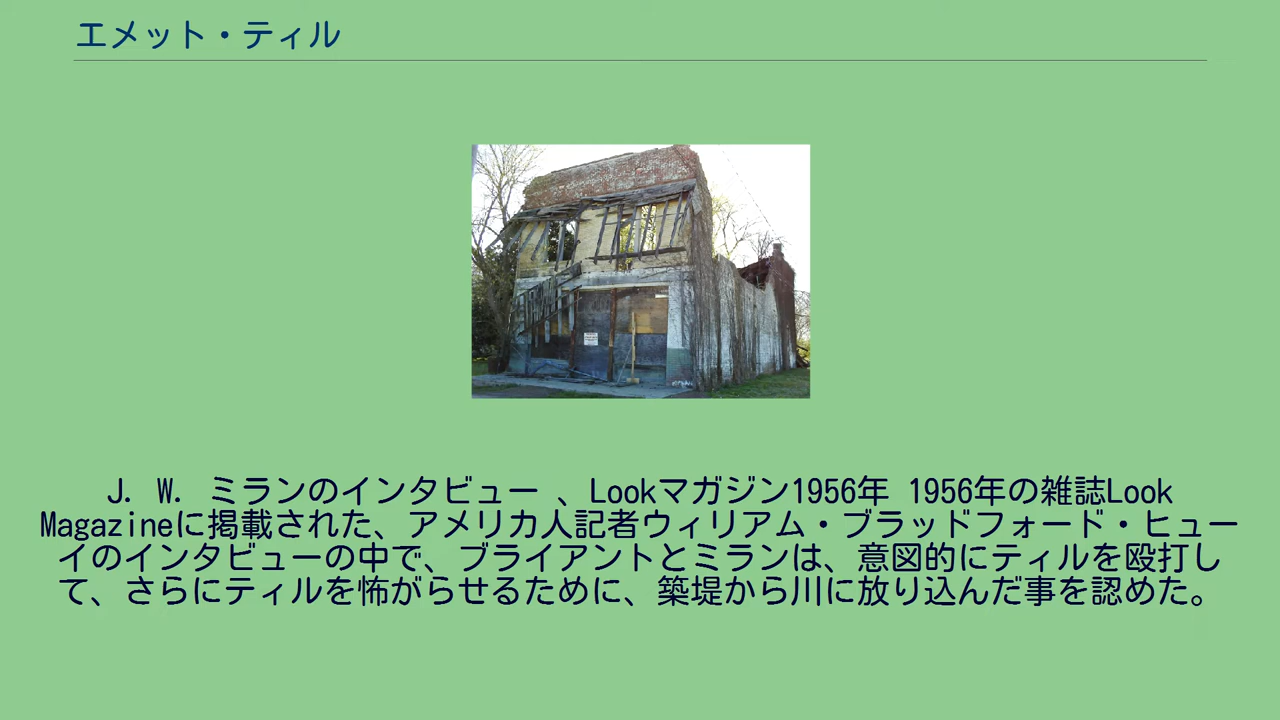 エメット・ティル
J. W. ミランのインタビュー 、Lookマガジン1956年 1956年の雑誌Look
Magazineに掲載された、アメリカ人記者ウィリアム・ブラッドフォード・ヒュー
イのインタビューの中で、ブライアントとミランは、意図的にティルを殴打し
て、さらにティルを怖がらせるために、築堤から川に放り込んだ事を認めた。